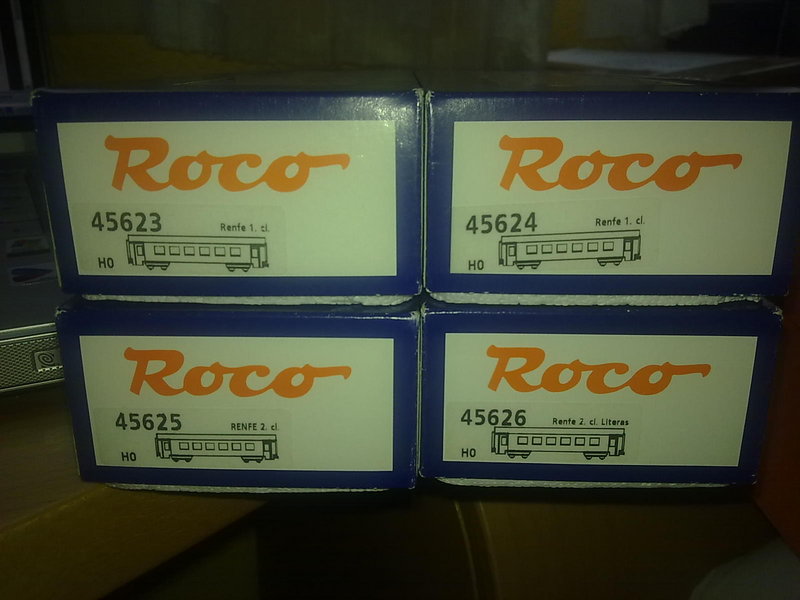 Roco
45623 Renfe 1. cl.
H0
Roco
45624 Renfe 1. cl.
H0
Roco
45625 RENFE 2. cl.
H0
Roco
45626 Renfe 2. cl. Literas
H0